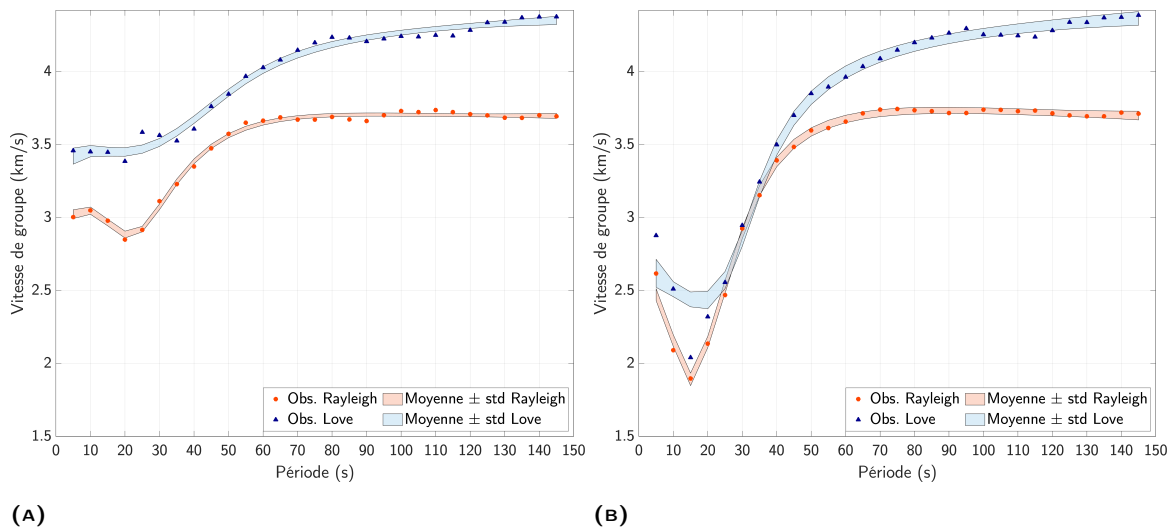 4
3.5
3
2.5
2
1.5
Vitesse de groupe (km/s)
0 10 20 30 40 50 60 70 80 90 100 110 120 130 140 150
Période (s)
Obs. Rayleigh
Obs. Love
Moyenne ± std Rayleigh
Moyenne ± std Love
(A)
4
3.5
3
2.5
2
1.5
Vitesse de groupe (km/s)
0 10 20 30 40 50 60 70 80 90 100 110 120 130 140 150
Période (s)
Obs. Rayleigh
Obs. Love
Moyenne ± std Rayleigh
Moyenne ± std Love
(B)